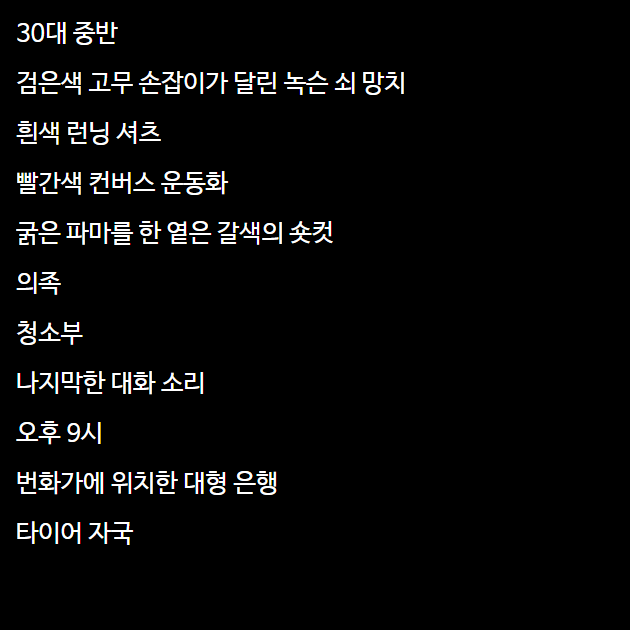 30대 중반
검은색 고무 손잡이가 달린 녹슨 쇠 망치
흰색 런닝 셔츠
빨간색 컨버스 운동화
굵은 파마를 한 옅은 갈색의 숏컷
의족
청소부
나지막한 대화 소리
오후 9시
번화가에 위치한 대형 은행
타이어 자국